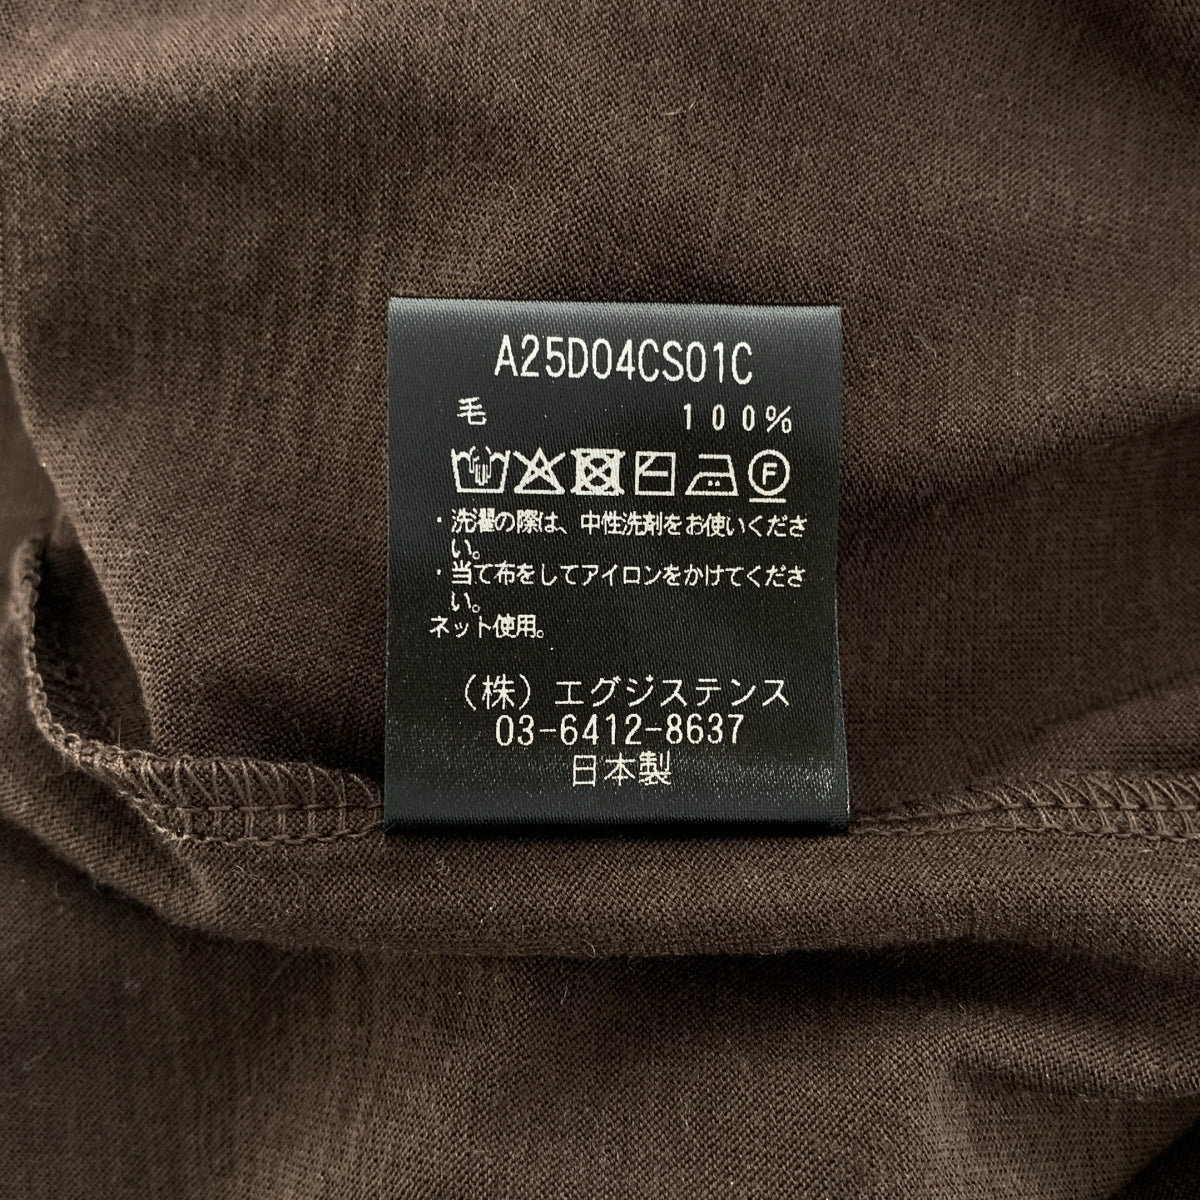 A25D04CS01C
毛 100%
F
・洗濯の際は、中性洗剤をお使いくださ
い。
・当て布をしてアイロンをかけてくださ
い。
ネット使用。
（株）エグジステンス
03-6412-8637
日本製